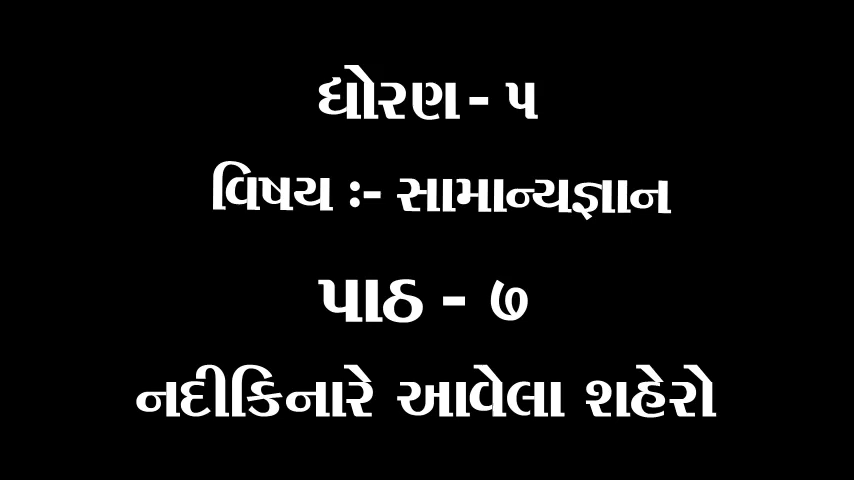 ધોરણ - ૫
વિષય ઃ- સામાન્યજ્ઞાન
પાઠ - ૭
નદીકિનારે આવેલા શહેરો